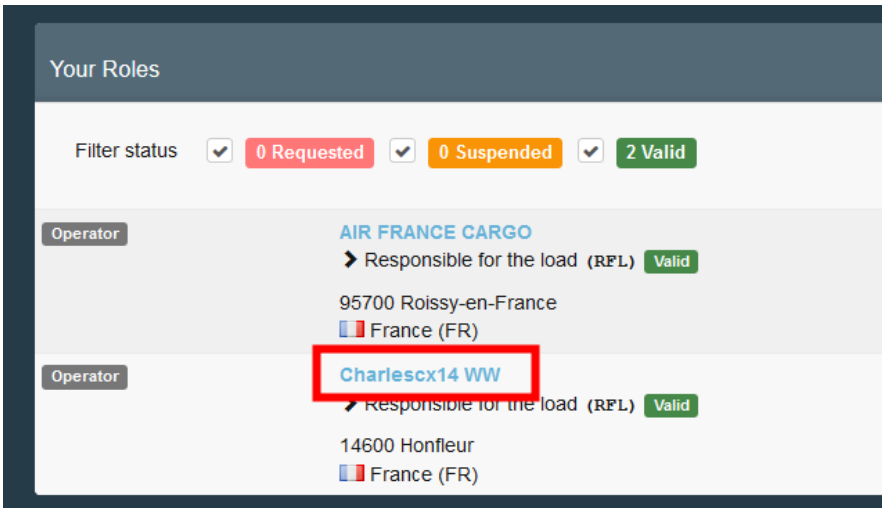 Your Roles
Filter status 0 Requested 0 Suspended 2 Valid
Operator AIR FRANCE CARGO
Responsible for the load (RFL) Valid
95700 Roissy-en-France
France (FR)
Operator Charlescx14 WW
Responsible for the load (RFL) Valid
14600 Honfleur
France (FR)